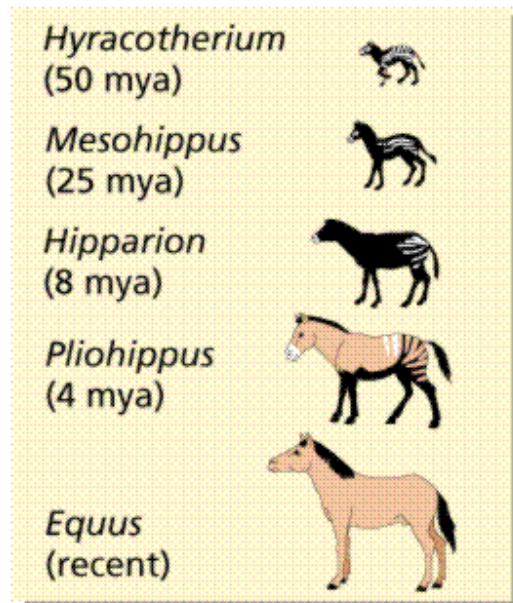 Hyracotherium
(50 mya)
Mesohippus
(25 mya)
Hipparion
(8 mya)
Pliohippus
(4 mya)
Equus
(recent)